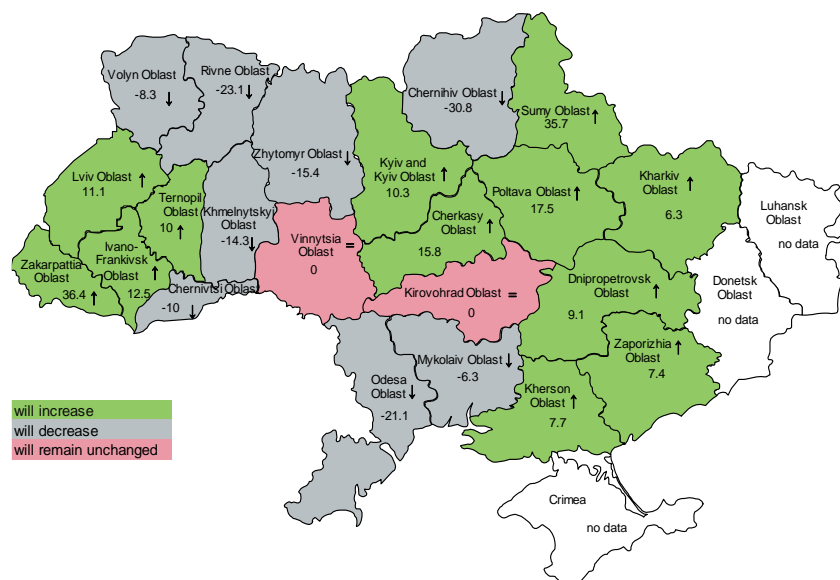 Volyn Oblast
-8.3 ↓
Rivne Oblast
-23.1 ↓
Chernihiv Oblast ↓
-30.8
Sumy Oblast ↑
35.7
Zhytomyr Oblast ↓
-15.4
Kyiv and
Kyiv Oblast ↑
10.3
Lviv Oblast ↑
11.1
Ternopil
Oblast
10 ↑
Khmelnytskyi
Oblast
-14.3 ↓
Poltava Oblast ↑
17.5
Kharkiv
Oblast ↑
6.3
Luhansk
Oblast
no data
Cherkasy
Oblast ↑
15.8
Vinnytsia =
Oblast
0
Zakarpattia
Oblast
36.4 ↑
Ivano-
Frankivsk
Oblast ↑
12.5
Chernivtsi Oblast
-10 ↓
Kirovohrad Oblast =
0
Dnipropetrovsk
Oblast ↑
9.1
Donetsk
Oblast
no data
Zaporizhia ↑
Oblast
7.4
Mykolaiv Oblast ↓
-6.3
Odesa
Oblast ↓
-21.1
Kherson
Oblast ↑
7.7
will increase
will decrease
will remain unchanged
Crimea
no data